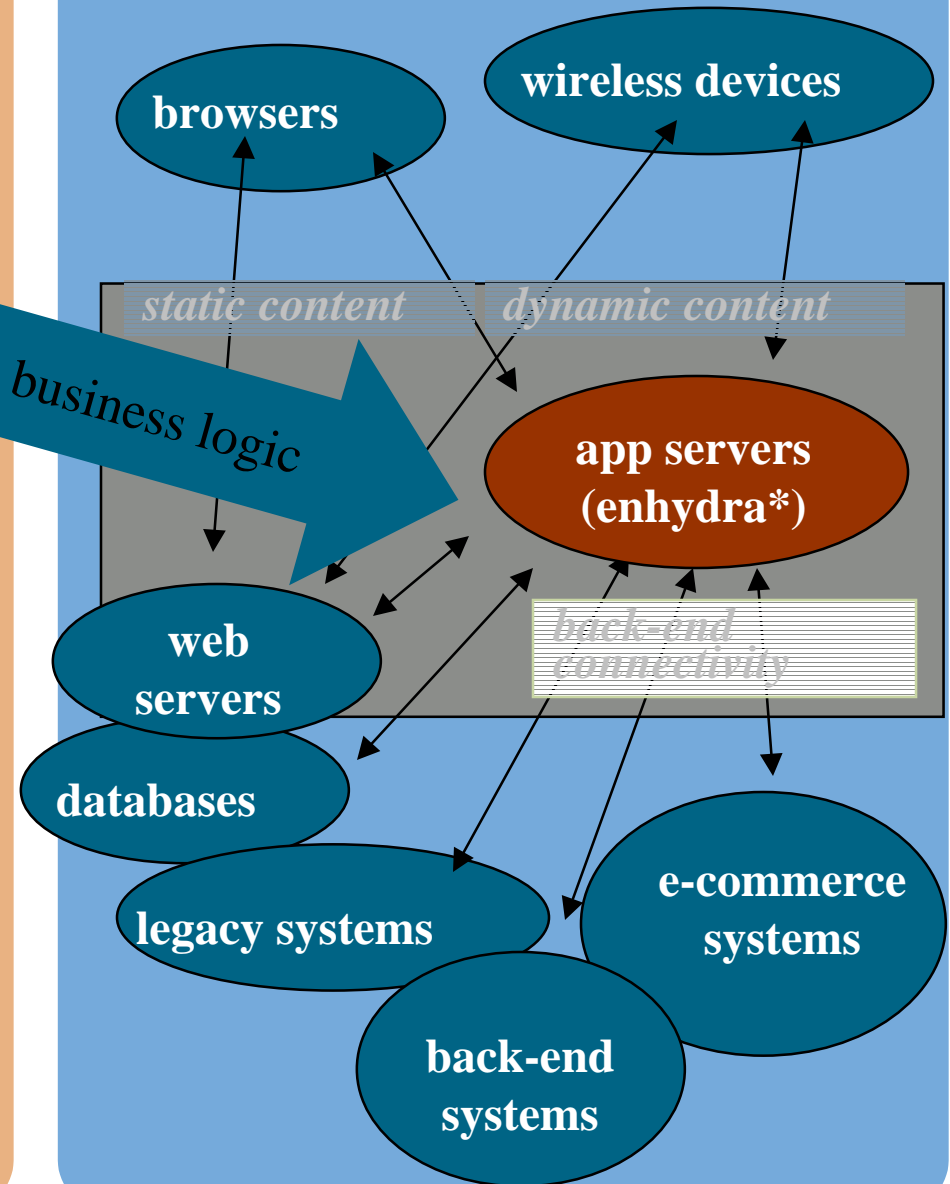 wireless devices
browsers
static content
dynamic content
business logic
app servers
(enhydra*)
back-end
connectivity
web
servers
databases
e-commerce
systems
legacy systems
back-end
systems